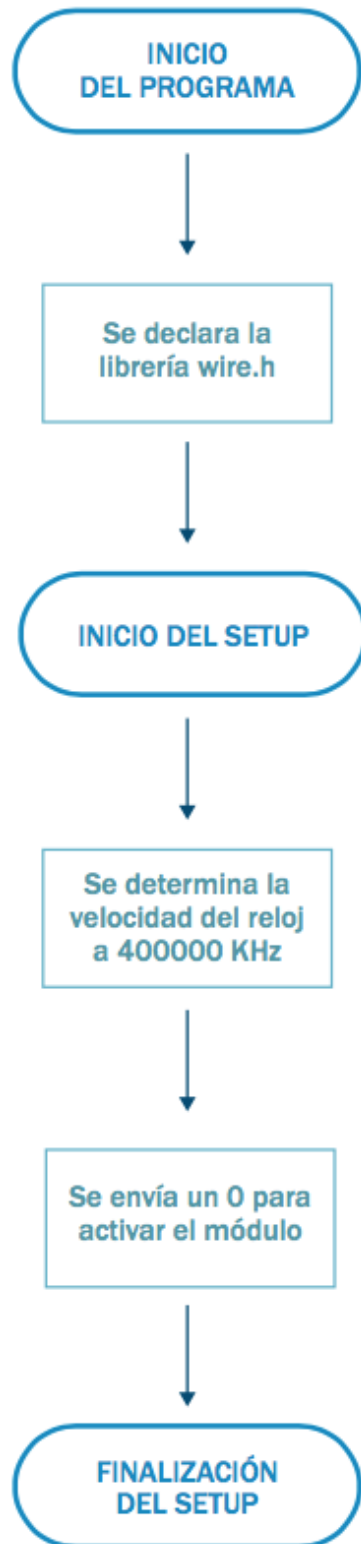 INICIO
DEL PROGRAMA
Se declara la
librería wire.h
INICIO DEL SETUP
Se determina la
velocidad del reloj
a 400000 KHz
Se envía un 0 para
activar el módulo
FINALIZACIÓN
DEL SETUP